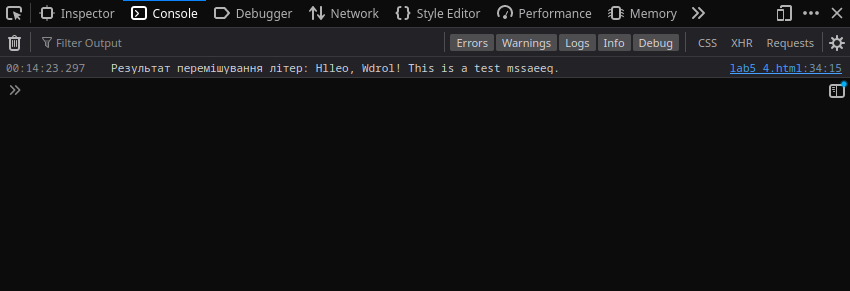 Inspector Console Debugger Network Style Editor Performance Memory
Filter Output Errors Warnings Logs Info Debug CSS XHR Requests
00:14:23.297 Результат перемішування літер: Hlleo, Wdrol! This is a test mssaeeg. lab5_4.html:34:15